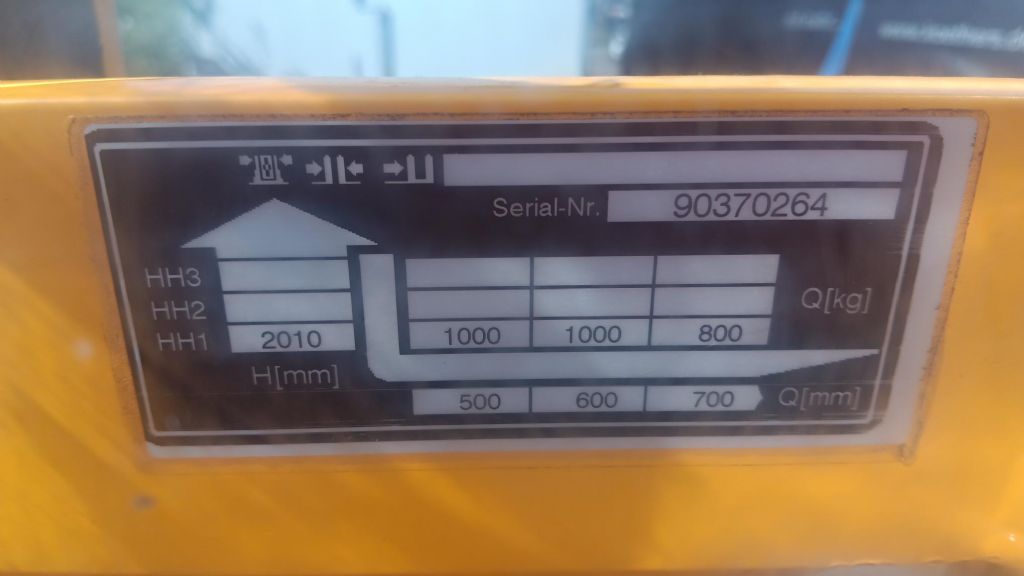 Serial-Nr. 90370264
HH3
HH2 Q[kg]
HH1 2010 1000 1000 800
H[mm]
500 600 700 Q[mm]